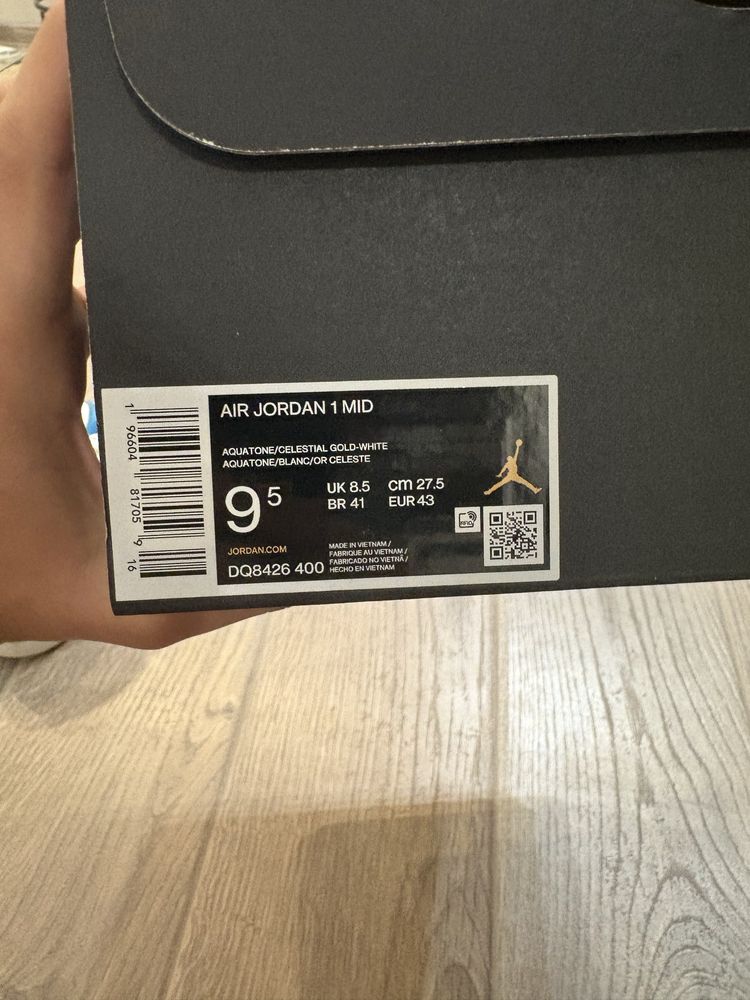 AIR JORDAN 1 MID
AQUATONE/CELESTIAL GOLD-WHITE
AQUATONE/BLANC/OR CELESTE
9 5
UK 8.5 cm 27.5
BR 41 EUR 43
JORDAN.COM
DQ8426 400
MADE IN VIETNAM /
FABRIQUE AU VIETNAM /
FABRICADO NO VIETNÃ /
HECHO EN VIETNAM
RFID
1 96604 81705 9 16